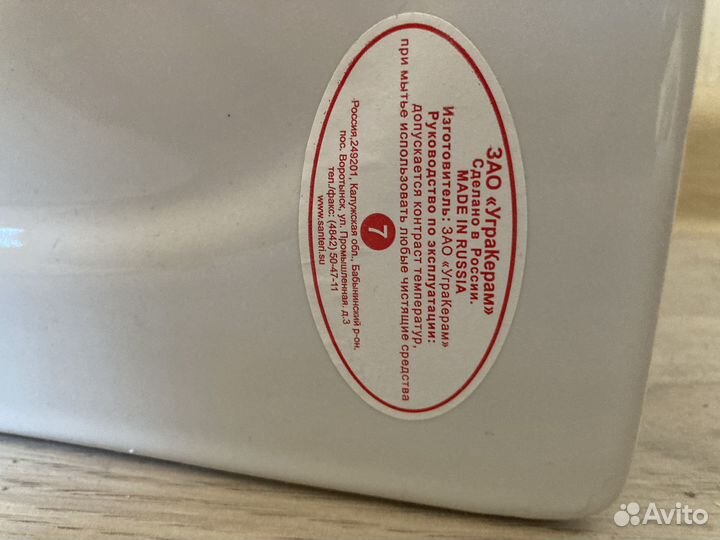 ЗАО «УграКерам»
Сделано в России.
MADE IN RUSSIA
Изготовитель: ЗАО «УграКерам»
Руководство по эксплуатации:
допускается контраст температур,
при мытье использовать любые чистящие средства
7
Россия,249201, Калужская обл., Бабынинский р-он,
пос. Воротынск, ул. Промышленная, д.3
тел./факс: (4842) 50-47-11
www.santeri.su
Avito